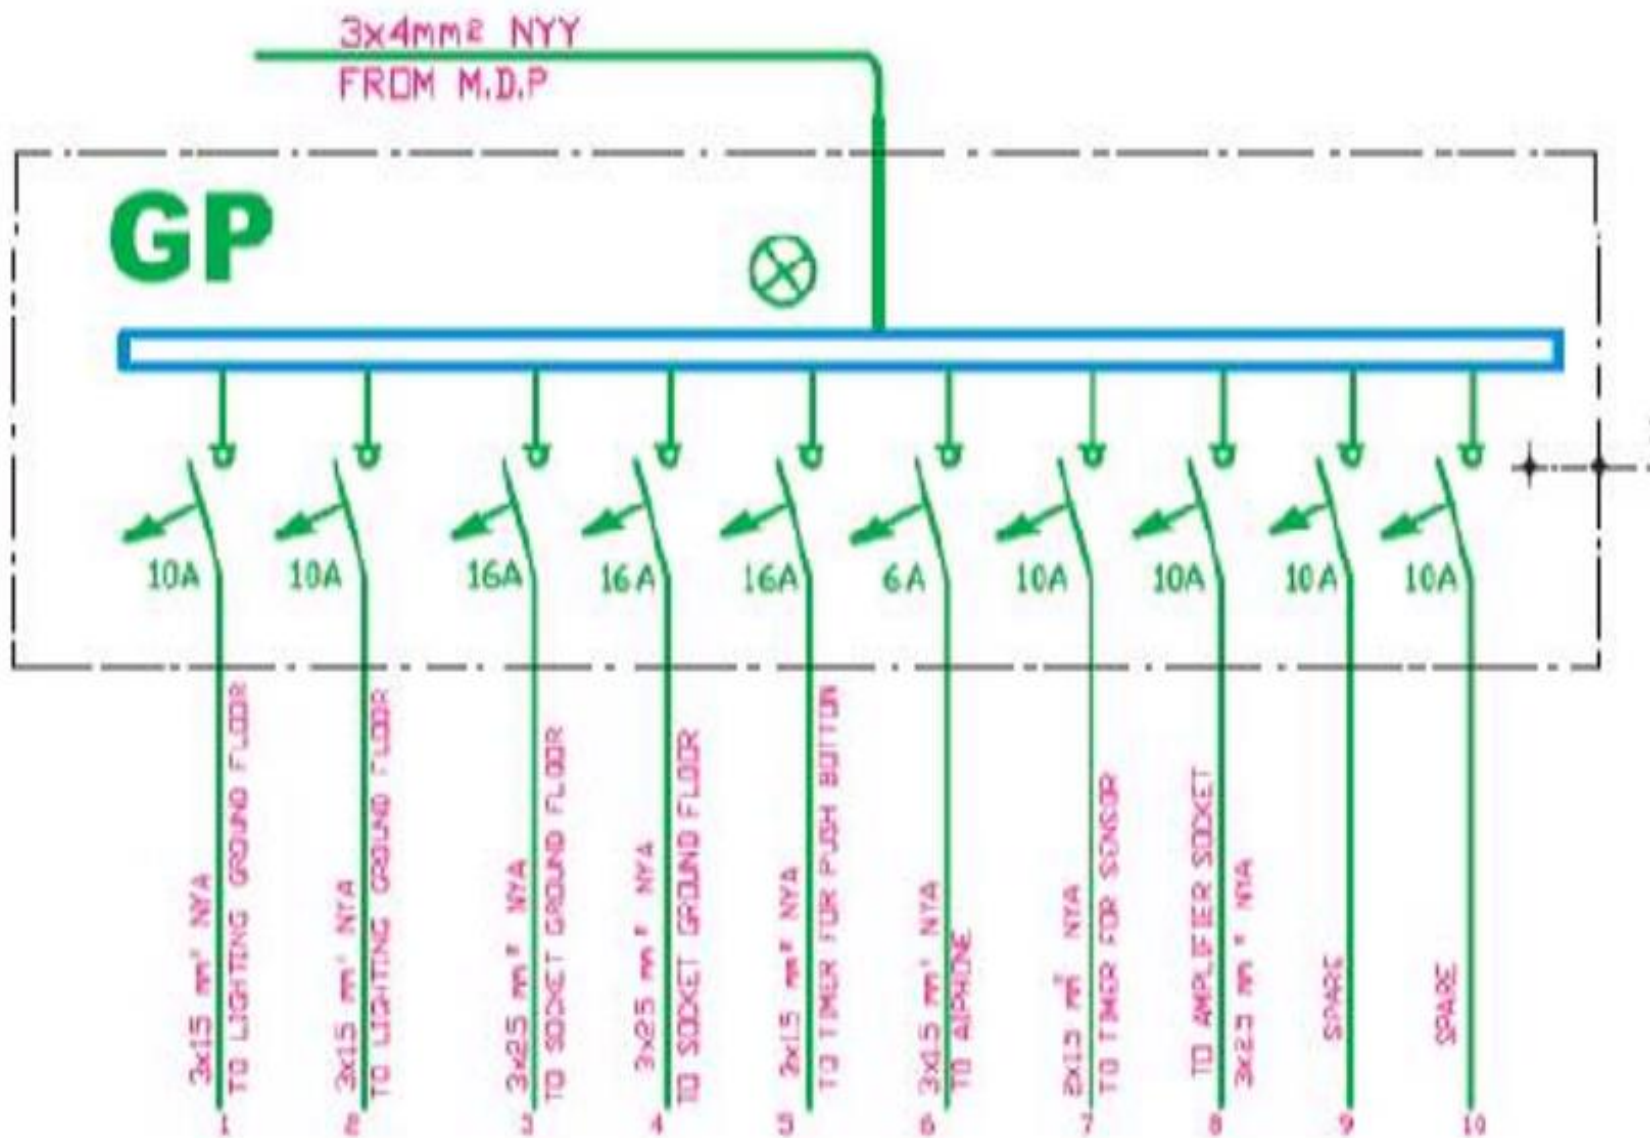 3x4mm² NYY
FROM M.D.P
GP
10A
10A
16A
16A
16A
6A
10A
10A
10A
10A
3x1.5 mm² NYA
TO LIGHTING GROUND FLOOR
3x1.5 mm² NYA
TO LIGHTING GROUND FLOOR
3x2.5 mm² NYA
TO SOCKET GROUND FLOOR
3x2.5 mm² NYA
TO SOCKET GROUND FLOOR
mm² NYA
TO TIMER FOR PUSH BOTTON
3x1.5 mm² NYA
TO AIPHONE
2x1.5 mm² NYA
TO TIMER FOR SENSOR
TO AMPLIFIER SOCKET
3x2.5 mm² NYA
SPARE
SPARE
1
2
3
4
5
6
7
8
9
10